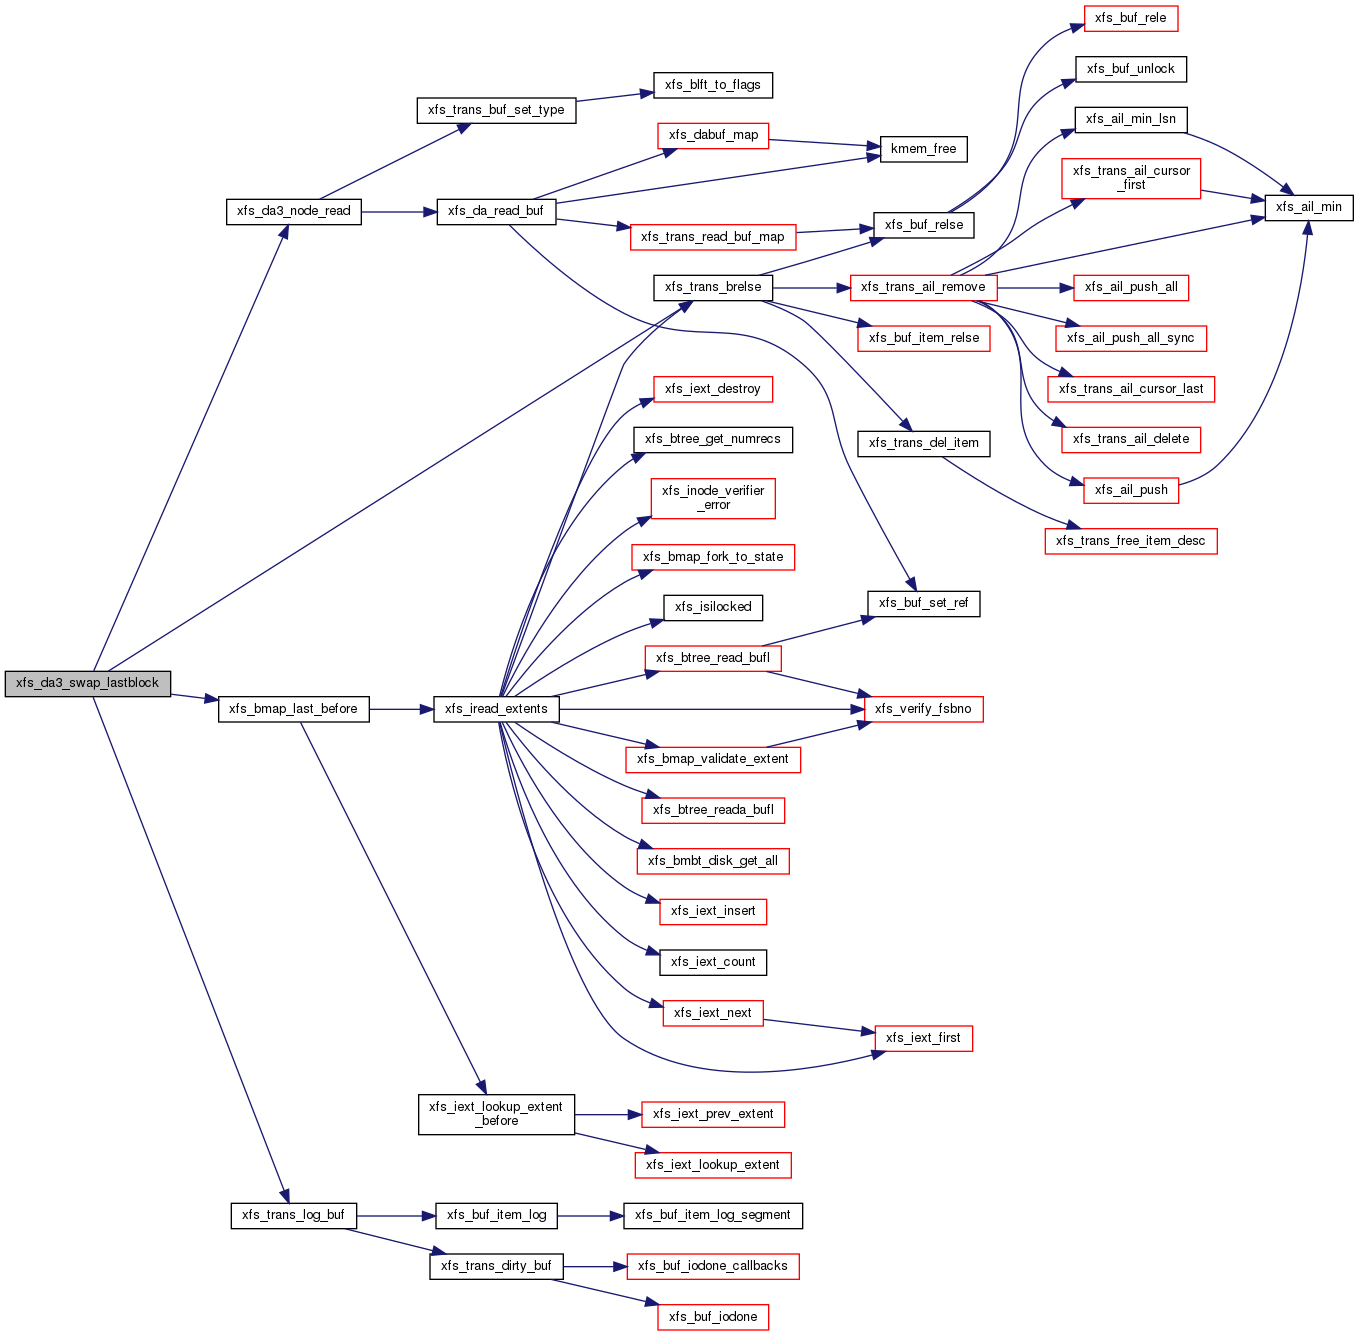 xfs_buf_rele
xfs_buf_unlock
xfs_blft_to_flags
xfs_trans_buf_set_type
xfs_ail_min_lsn
xfs_dabuf_map
kmem_free
xfs_trans_ail_cursor
_first
xfs_da3_node_read
xfs_da_read_buf
xfs_ail_min
xfs_buf_relse
xfs_trans_read_buf_map
xfs_trans_brelse
xfs_trans_ail_remove
xfs_ail_push_all
xfs_buf_item_relse
xfs_ail_push_all_sync
xfs_iext_destroy
xfs_trans_ail_cursor_last
xfs_btree_get_numrecs
xfs_trans_del_item
xfs_trans_ail_delete
xfs_inode_verifier
_error
xfs_ail_push
xfs_trans_free_item_desc
xfs_bmap_fork_to_state
xfs_isilocked
xfs_buf_set_ref
xfs_btree_read_bufl
xfs_da3_swap_lastblock
xfs_bmap_last_before
xfs_iread_extents
xfs_verify_fsbno
xfs_bmap_validate_extent
xfs_btree_reada_bufl
xfs_bmbt_disk_get_all
xfs_iext_insert
xfs_iext_count
xfs_iext_next
xfs_iext_first
xfs_iext_lookup_extent
_before
xfs_iext_prev_extent
xfs_iext_lookup_extent
xfs_trans_log_buf
xfs_buf_item_log
xfs_buf_item_log_segment
xfs_trans_dirty_buf
xfs_buf_iodone_callbacks
xfs_buf_iodone